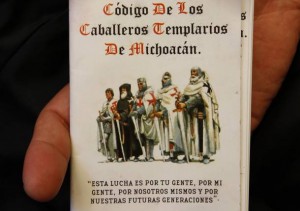 Código De Los
Caballeros Templarios
De Michoacán.
"ESTA LUCHA ES POR TU GENTE, POR MI
GENTE, POR NOSOTROS MISMOS Y POR
NUESTRAS FUTURAS GENERACIONES".